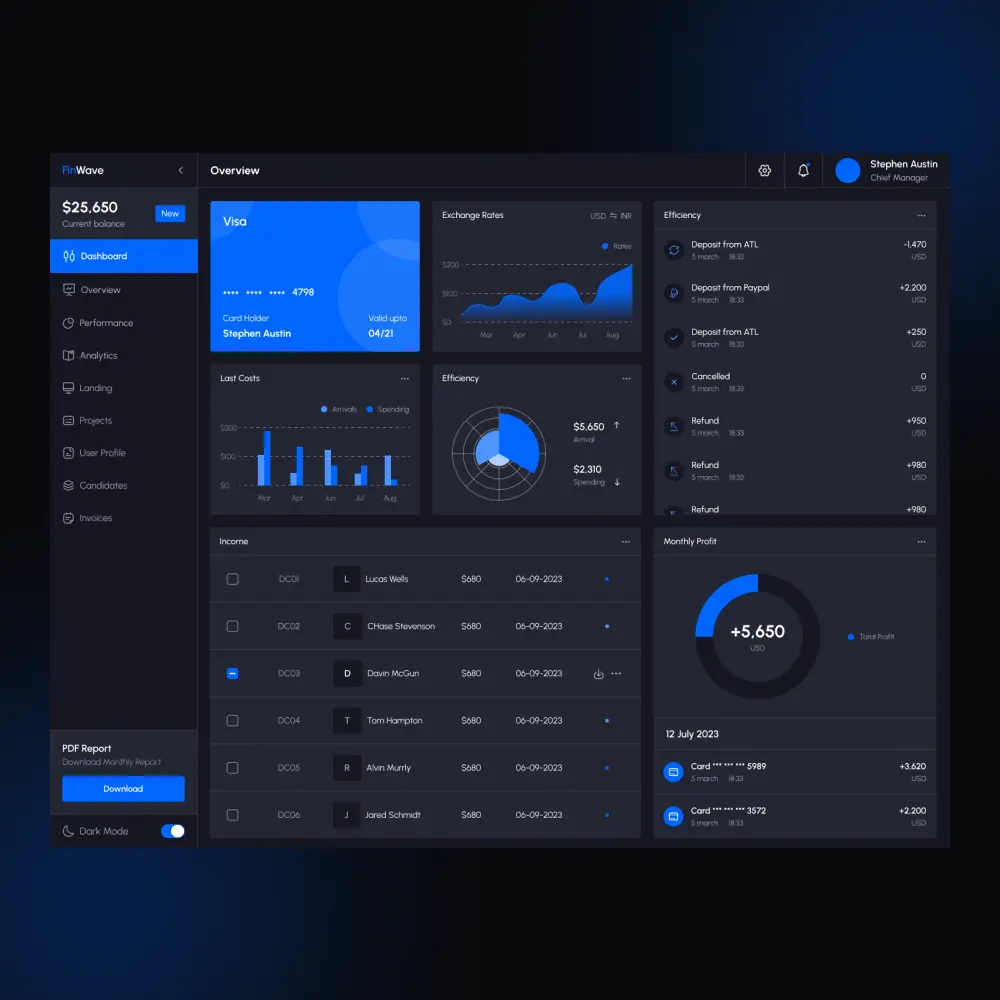 FinWave
$25,650
Current balance
New
Dashboard
Overview
Performance
Analytics
Landing
Projects
User Profile
Candidates
Invoices
PDF Report
Download Monthly Report
Download
Dark Mode
Overview
Stephen Austin
Chief Manager
Visa
**** **** **** 4798
Card Holder Valid upto
Stephen Austin 04/21
Exchange Rates USD ⇋ INR
Rates
$200
$100
$0
Mar Apr Jun Jul Aug
Efficiency ...
Deposit from ATL -1,470
5 march 18:33 USD
Deposit from Paypal +2,200
5 march 18:33 USD
Deposit from ATL +250
5 march 18:33 USD
Cancelled 0
5 march 18:33 USD
Refund +950
5 march 18:33 USD
Refund +980
5 march 18:33 USD
Refund +980
Last Costs ...
Arrivals Spending
$200
$100
$0
Mar Apr Jun Jul Aug
Efficiency ...
$5,650
Arrival
$2,310
Spending
Income ...
DC01 L Lucas Wells $680 06-09-2023
DC02 C CHase Stevenson $680 06-09-2023
DC03 D Davin McGun $680 06-09-2023 ...
DC04 T Tom Hampton $680 06-09-2023
DC05 R Alvin Murrly $680 06-09-2023
DC06 J Jared Schmidt $680 06-09-2023
Monthly Profit ...
+5,650
USD
Total Profit
12 July 2023
Card *** *** *** 5989 +3,620
5 march 18:33 USD
Card *** *** *** 3572 +2,200
5 march 18:33 USD